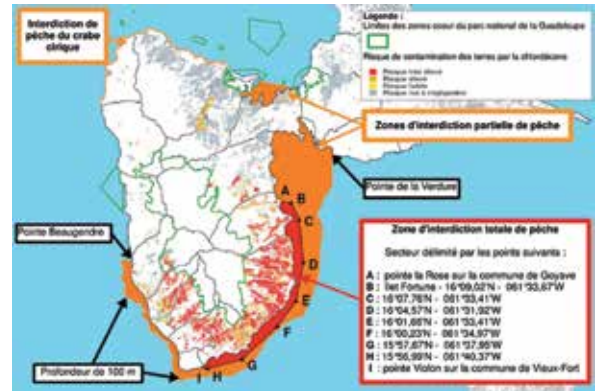 Interdiction de
pêche du crabe
cirique
Légende :
Limites des zones coeur du parc national de la Guadeloupe
Risque de contamination des terres par la chlordécone
Risque très élevé
Risque élevé
Risque faible
Risque nul à négligeable
Zones d'interdiction partielle de pêche
Pointe de la Verdure
A
B
C
D
E
F
G
H
I
Pointe Beaugendre
Profondeur de 100 m
Zone d'interdiction totale de pêche
Secteur délimité par les points suivants :
A : pointe la Rose sur la commune de Goyave
B : îlet Fortune - 16°09,02'N - 061°33,67'W
C : 16°07,76'N - 061°33,41'W
D : 16°04,57'N - 061°31,92'W
E : 16°01,66'N - 061°33,41'W
F : 16°00,23'N - 061°34,97'W
G : 15°57,67'N - 061°37,95'W
H : 15°56,99'N - 061°40,37'W
I : pointe Violon sur la commune de Vieux-Fort